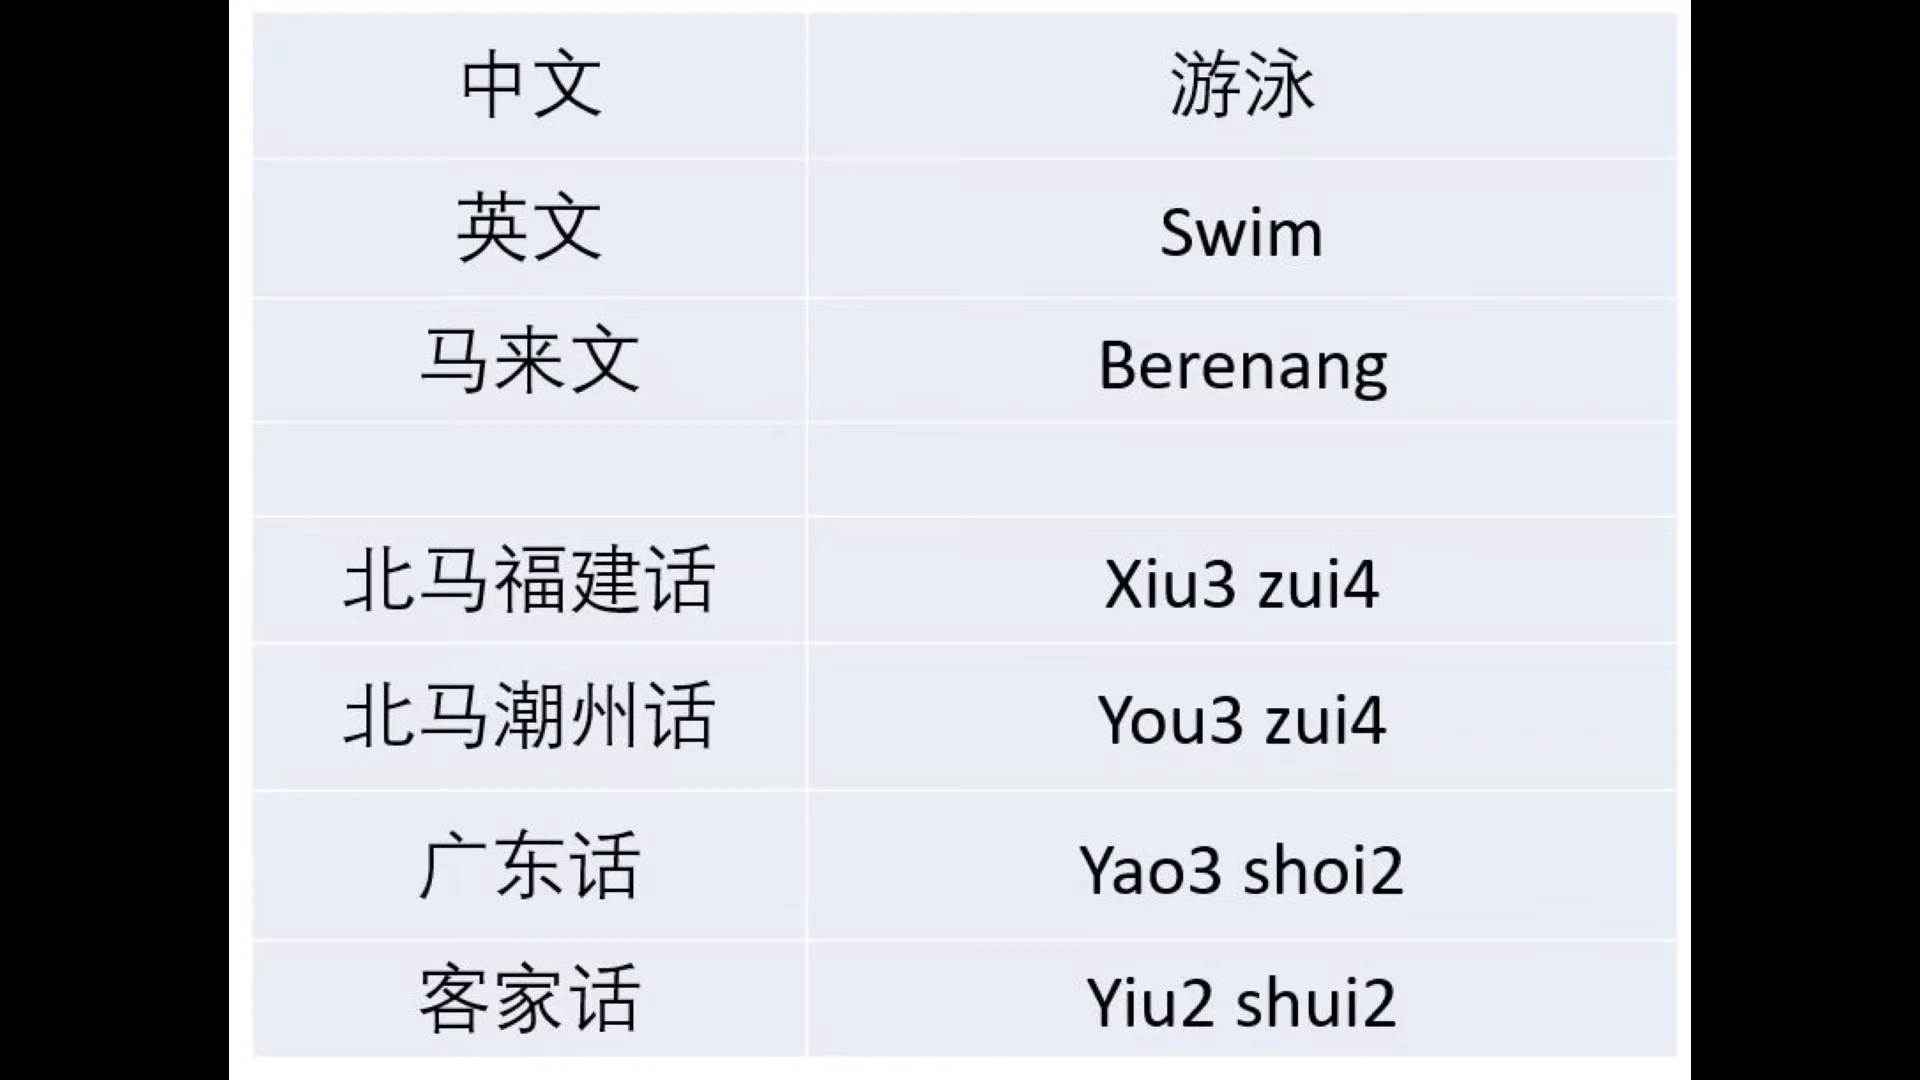 中文 游泳
英文 Swim
马来文 Berenang
北马福建话 Xiu3 zui4
北马潮州话 You3 zui4
广东话 Yao3 shoi2
客家话 Yiu2 shui2